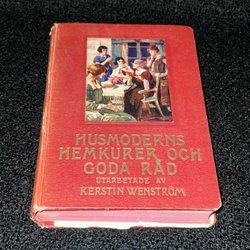 HUSMODERNS
HEMKURER OCH
GODA RÅD
UTARBETADE AV
KERSTIN WENSTRÖM